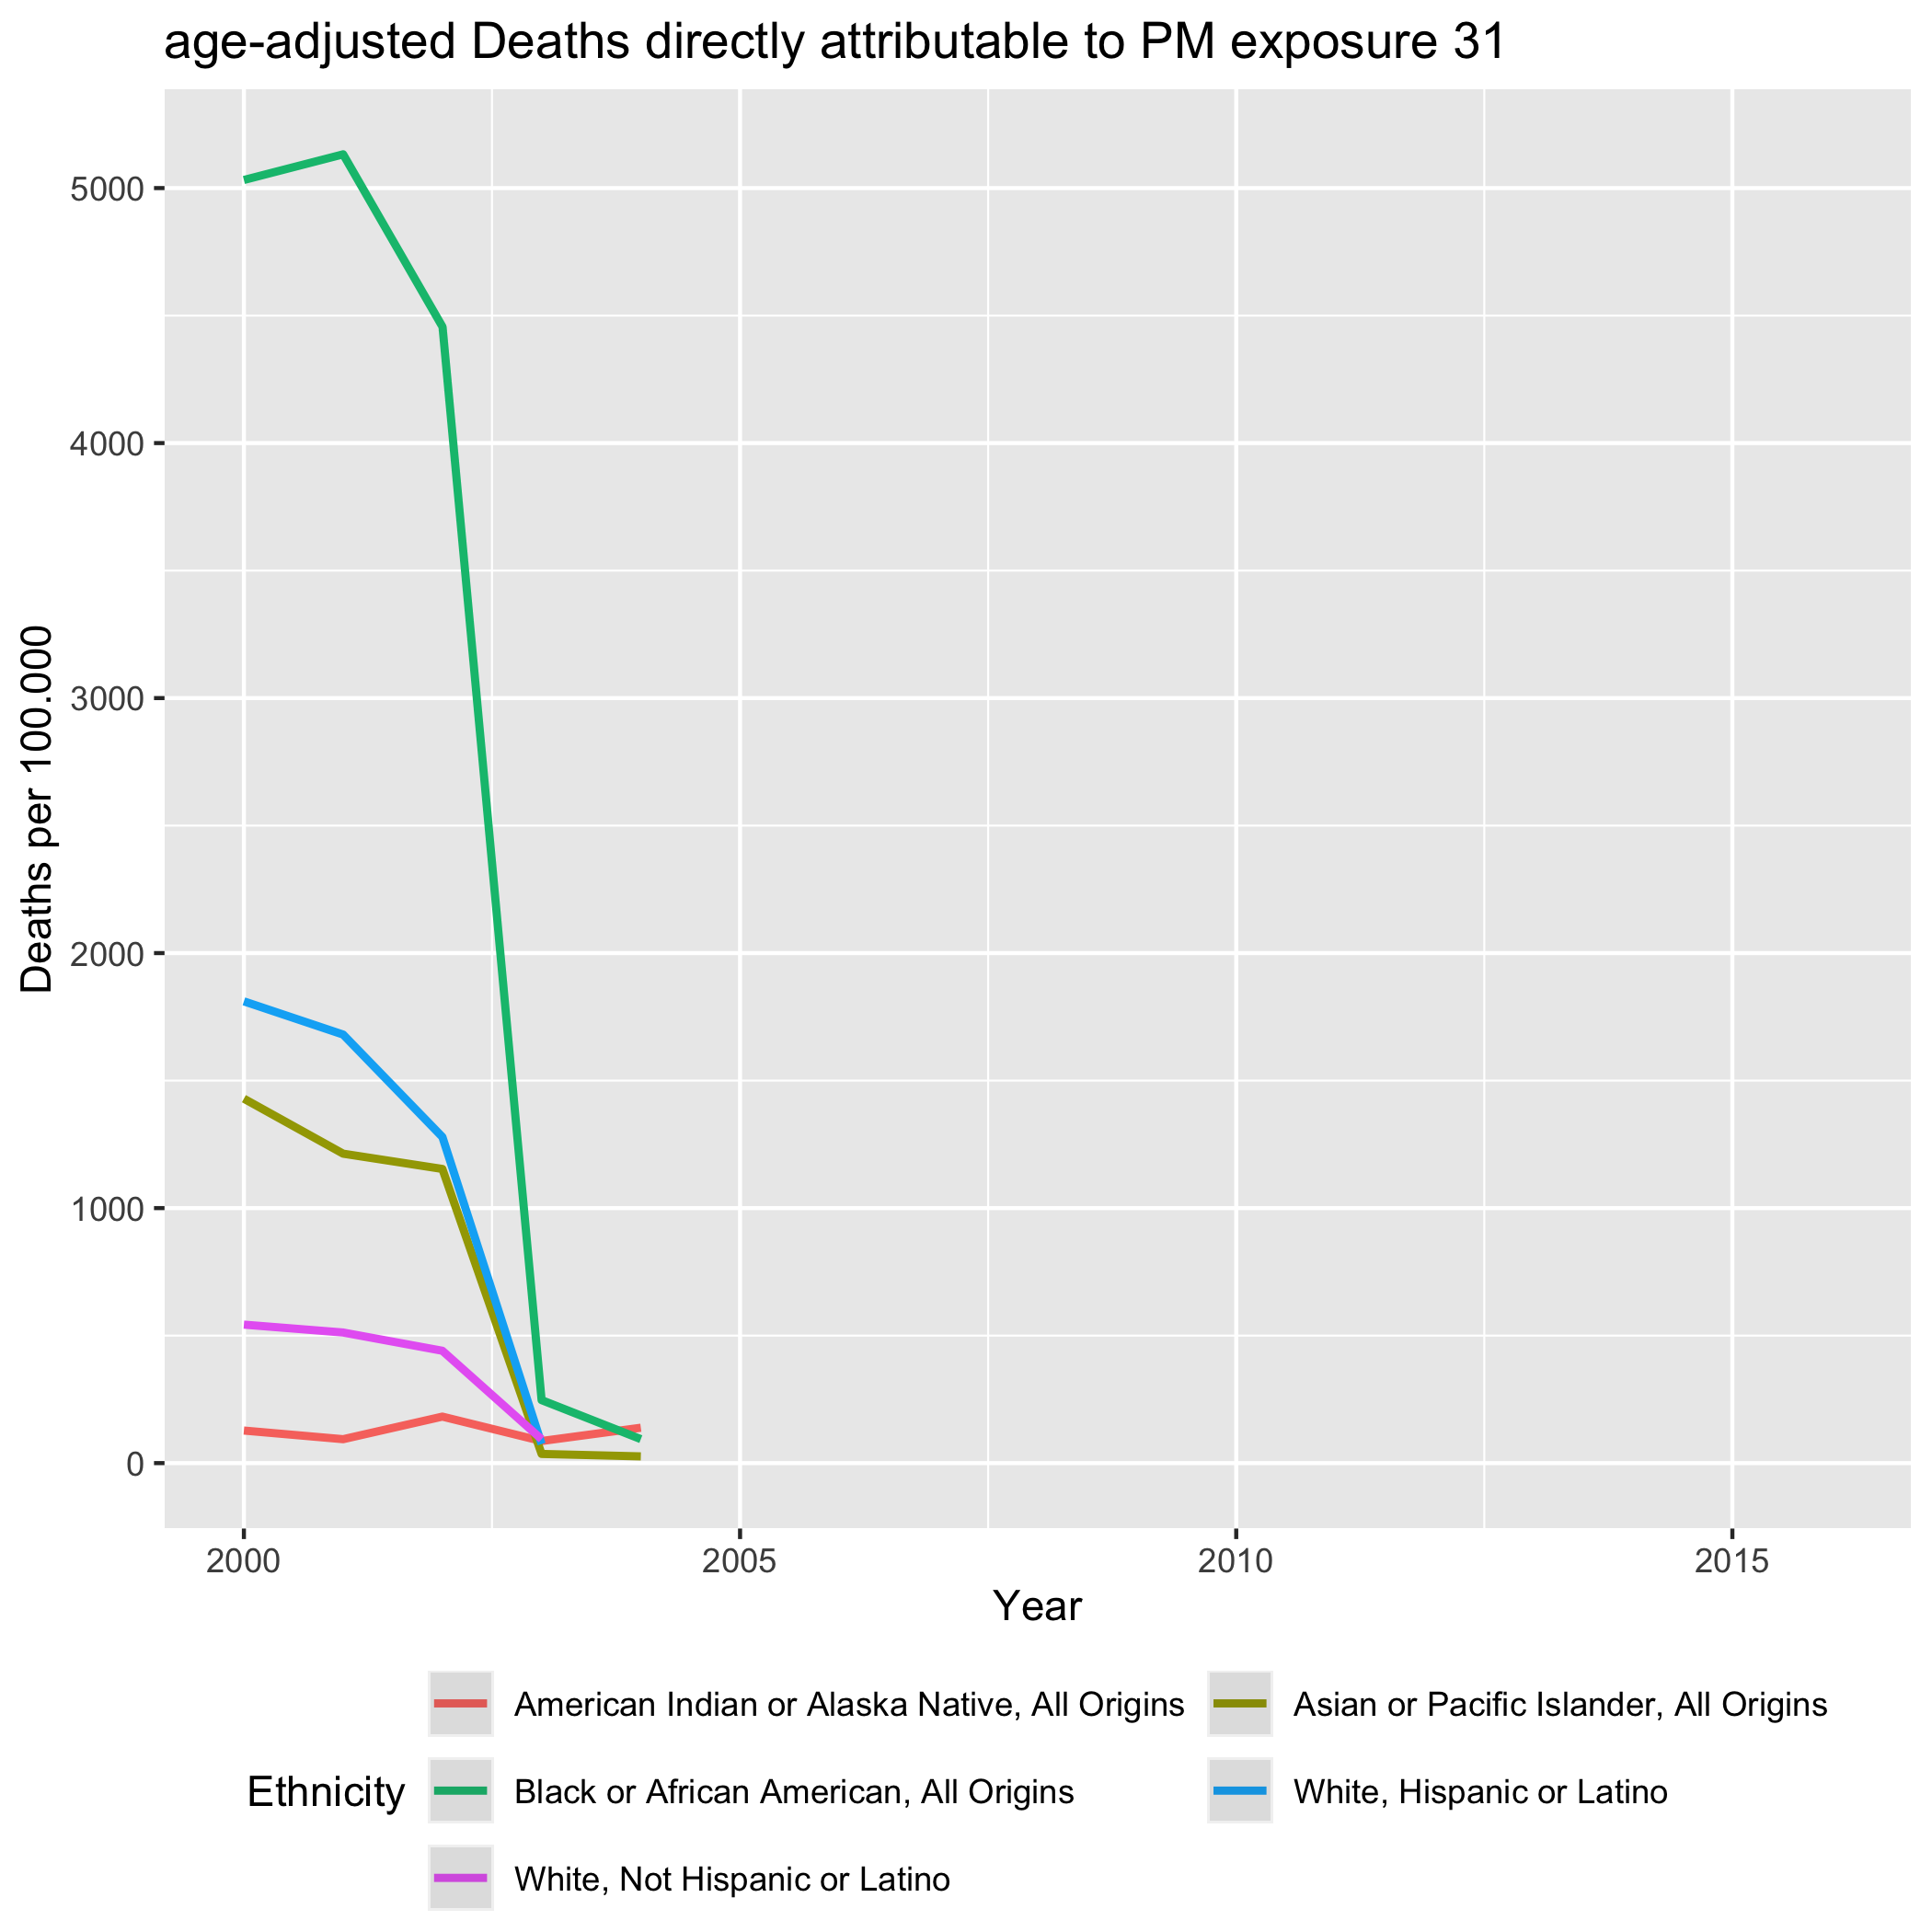 age-adjusted Deaths directly attributable to PM exposure 31
Deaths per 100.000
5000
4000
3000
2000
1000
0
2000 2005 2010 2015
Year
Ethnicity
American Indian or Alaska Native, All Origins
Asian or Pacific Islander, All Origins
Black or African American, All Origins
White, Hispanic or Latino
White, Not Hispanic or Latino